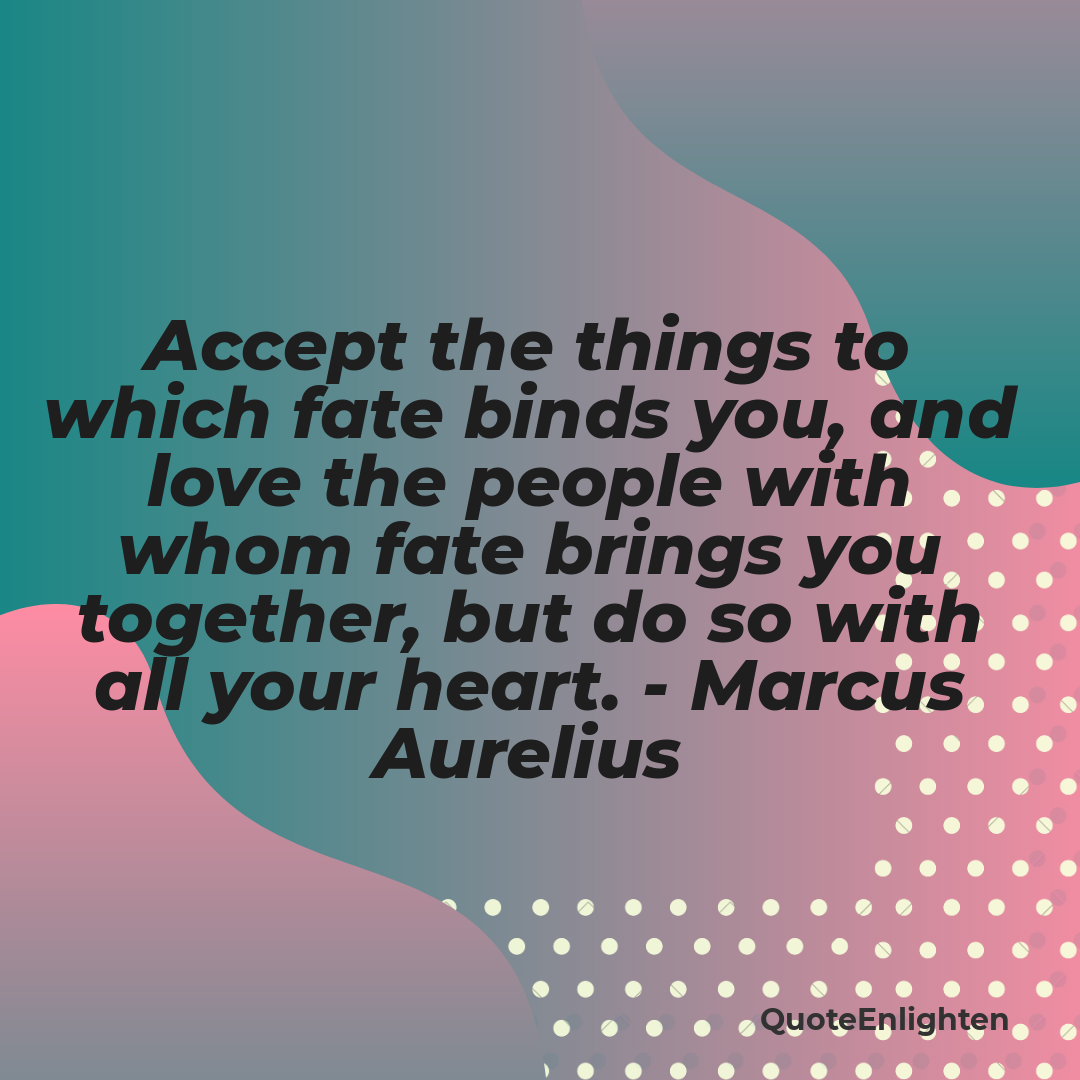 Accept the things to
which fate binds you, and
love the people with
whom fate brings you
together, but do so with
all your heart. - Marcus
Aurelius
QuoteEnlighten